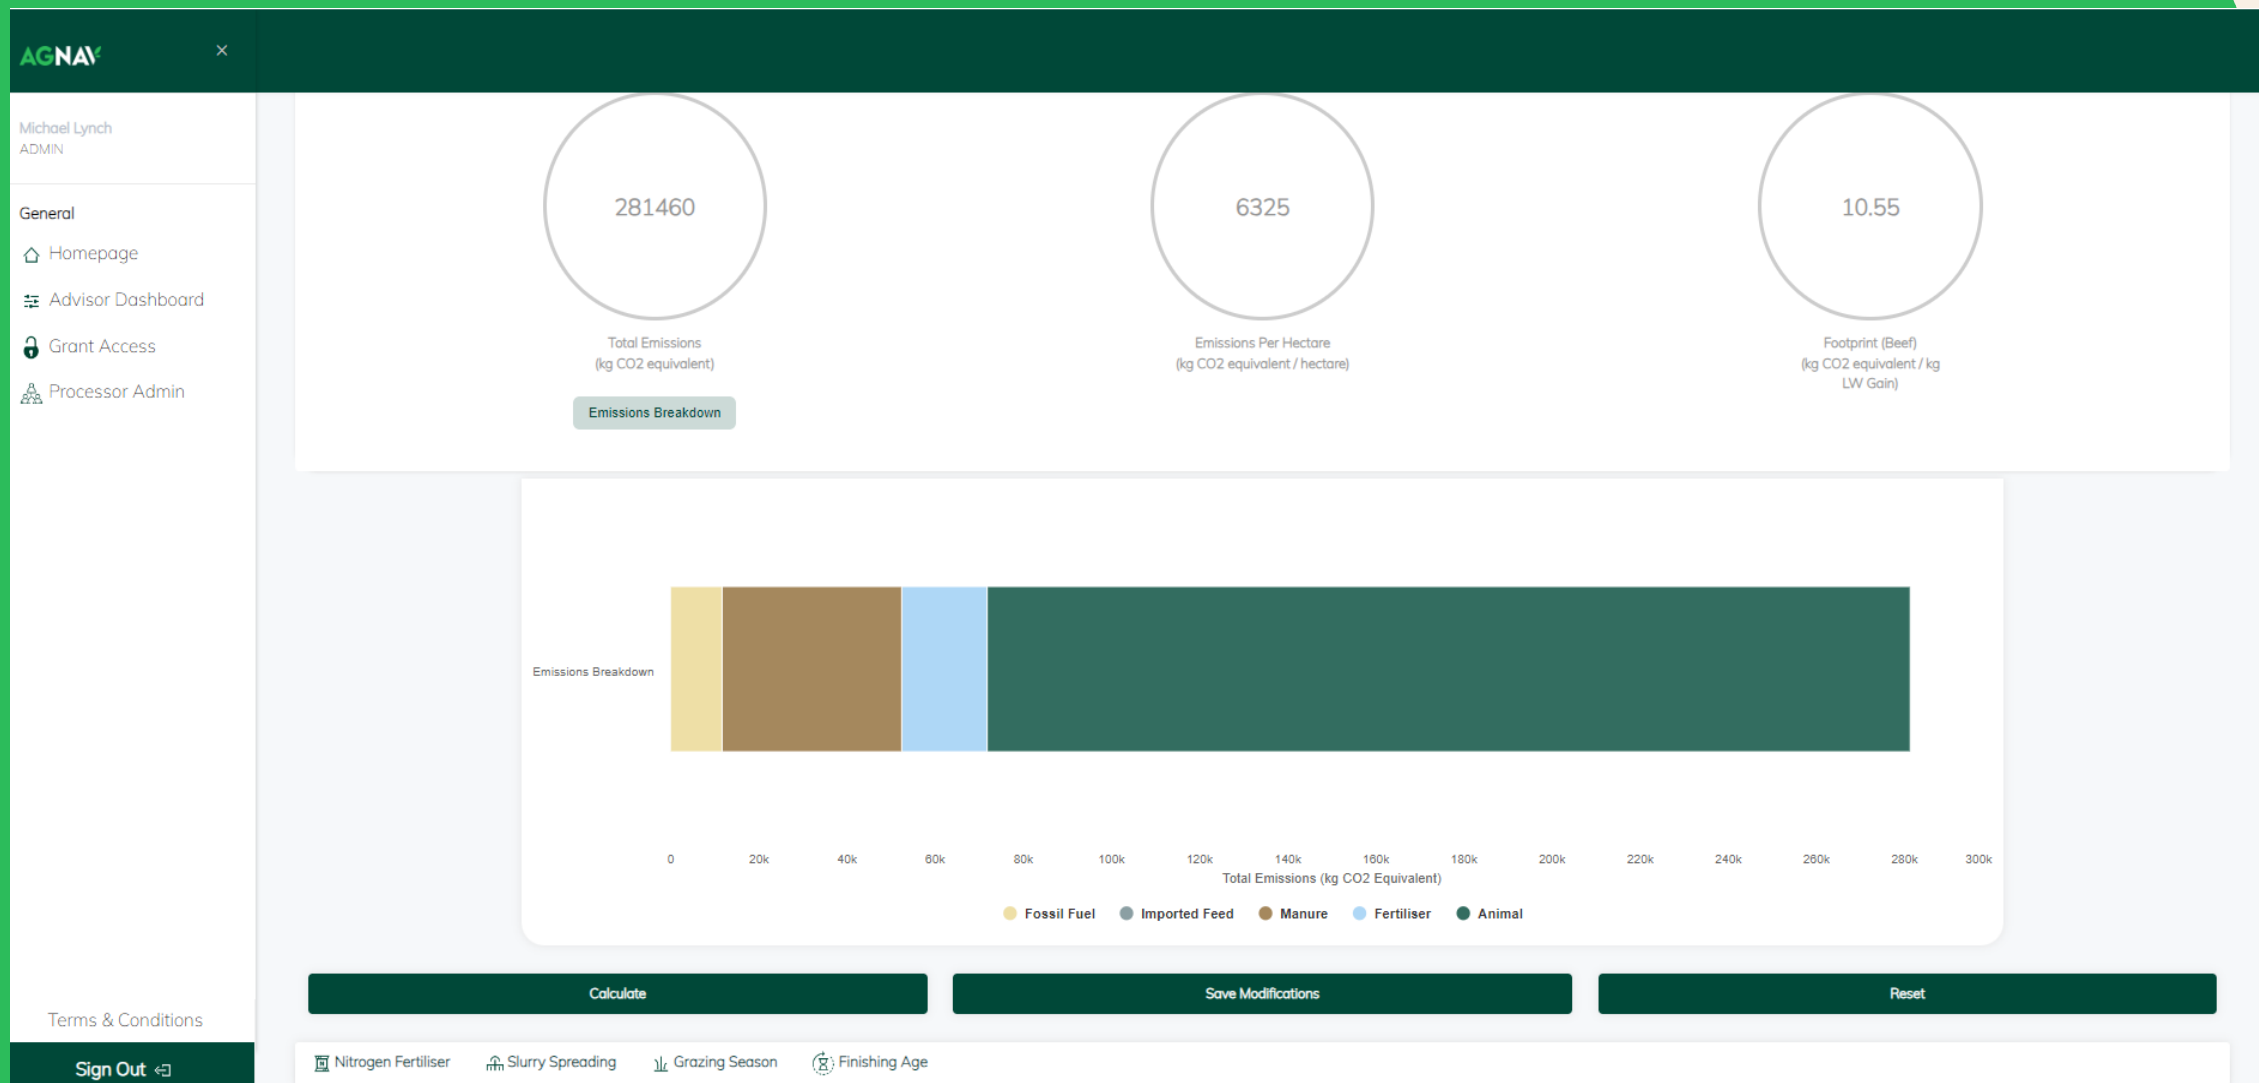 AGNAV
×
Michael Lynch
ADMIN
General
Homepage
Advisor Dashboard
Grant Access
Processor Admin
Terms & Conditions
Sign Out
281460
Total Emissions
(kg CO2 equivalent)
Emissions Breakdown
6325
Emissions Per Hectare
(kg CO2 equivalent / hectare)
10.55
Footprint (Beef)
(kg CO2 equivalent / kg
LW Gain)
Emissions Breakdown
0 20k 40k 60k 80k 100k 120k 140k 160k 180k 200k 220k 240k 260k 280k 300k
Total Emissions (kg CO2 Equivalent)
Fossil Fuel Imported Feed Manure Fertiliser Animal
Calculate Save Modifications Reset
Nitrogen Fertiliser Slurry Spreading Grazing Season Finishing Age